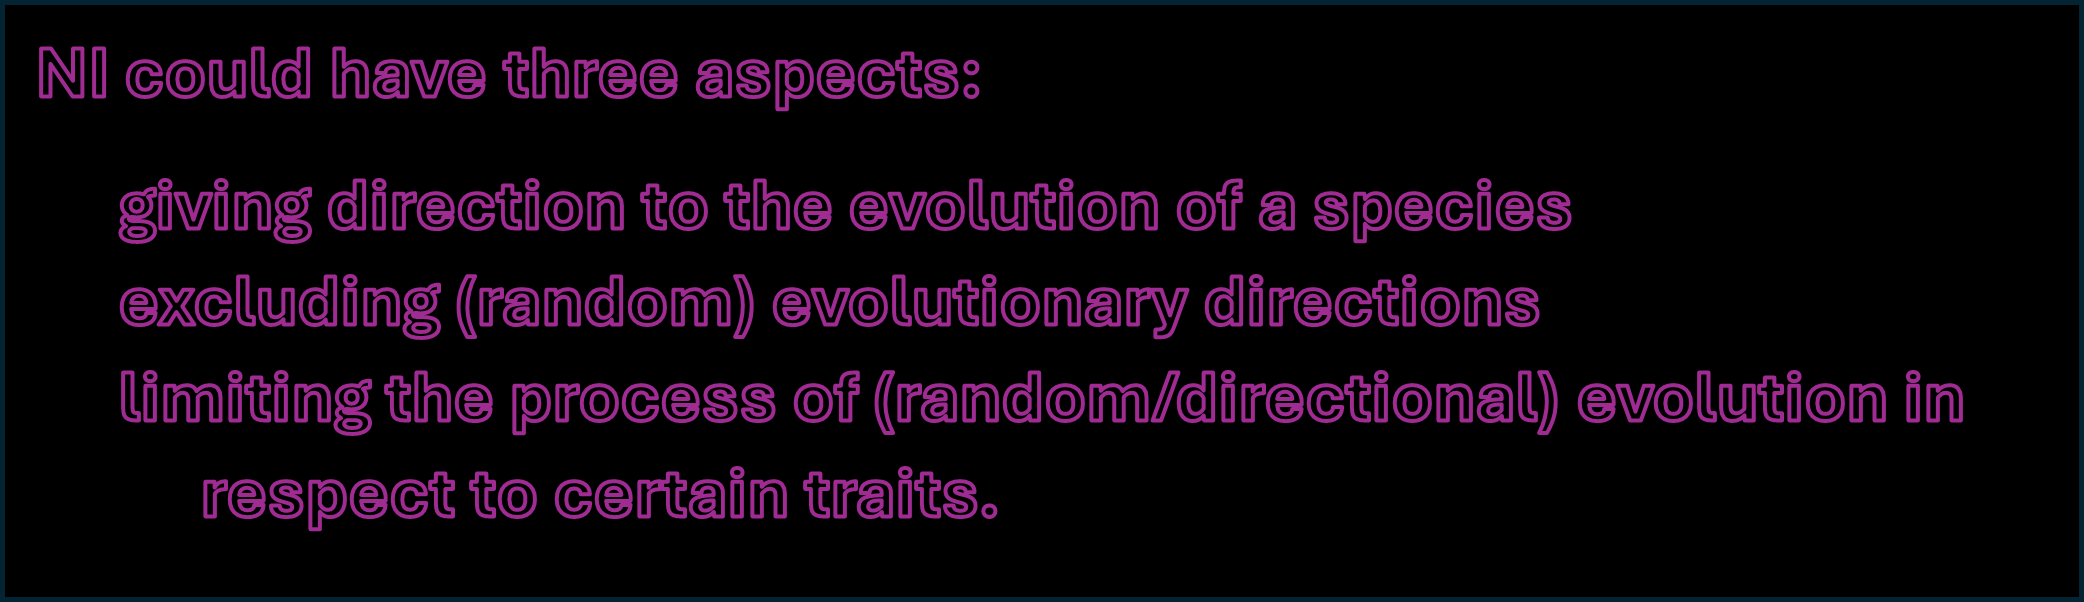 NI could have three aspects:
giving direction to the evolution of a species
excluding (random) evolutionary directions
limiting the process of (random/directional) evolution in
respect to certain traits.